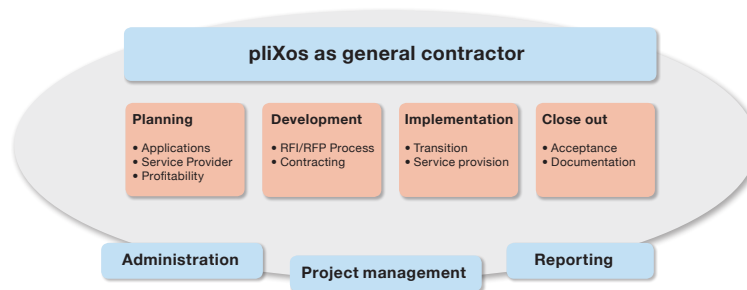 pliXos as general contractor
Planning
• Applications
• Service Provider
• Profitability
Development
• RFI/RFP Process
• Contracting
Implementation
• Transition
• Service provision
Close out
• Acceptance
• Documentation
Administration
Project management
Reporting